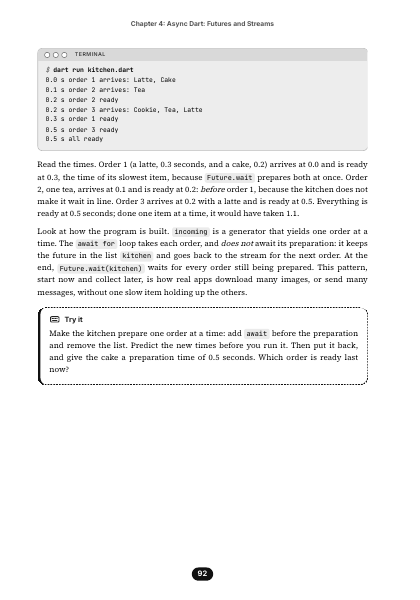 Chapter 4: Async Dart: Futures and Streams
TERMINAL
# dart run kitchen.dart
0.0 s order 1 arrives: Latte, Cake
0.1 s order 2 arrives: Tea
0.2 s order 2 ready
0.2 s order 3 arrives: Cookie, Tea, Latte
0.3 s order 1 ready
0.5 s order 3 ready
0.5 s all ready
Read the times. Order 1 (a latte, 0.3 seconds, and a cake, 0.2) arrives at 0.0 and is ready
at 0.3, the time of its slowest item, because Future.wait prepares both at once. Order
2, one tea, arrives at 0.1 and is ready at 0.2: before order 1, because the kitchen does not
make it wait in line. Order 3 arrives at 0.2 with a latte and is ready at 0.5. Everything is
ready at 0.5 seconds; done one item at a time, it would have taken 1.1.
Look at how the program is built. incoming is a generator that yields one order at a
time. The await for loop takes each order, and does not await its preparation: it keeps
the future in the list kitchen and goes back to the stream for the next order. At the
end, Future.wait(kitchen) waits for every order still being prepared. This pattern,
start now and collect later, is how real apps download many images, or send many
messages, without one slow item holding up the others.
Try it
Make the kitchen prepare one order at a time: add await before the preparation
and remove the list. Predict the new times before you run it. Then put it back,
and give the cake a preparation time of 0.5 seconds. Which order is ready last
now?
92